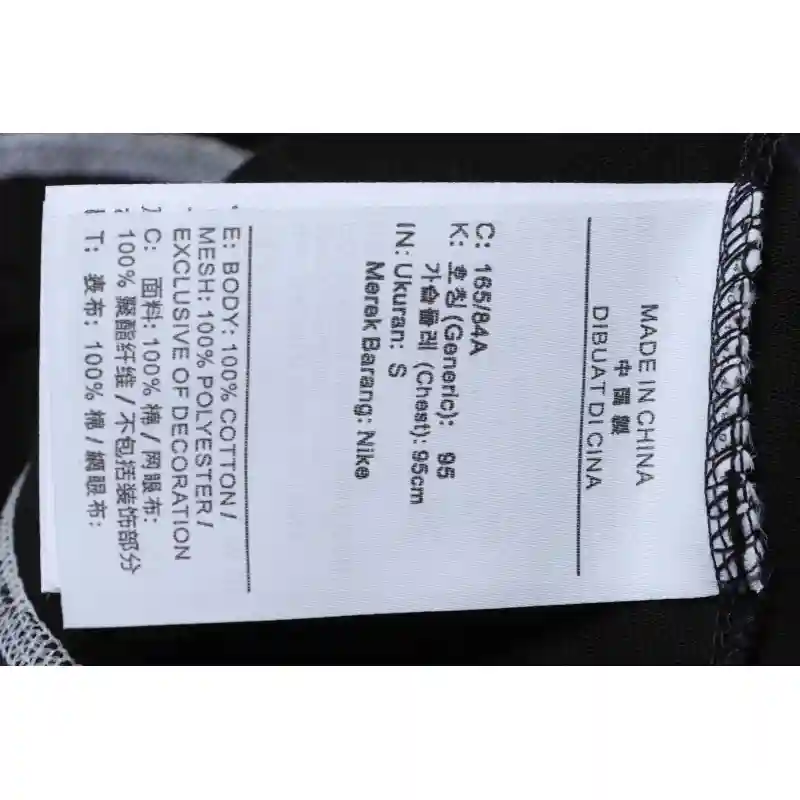 MADE IN CHINA
中國製
DIBUAT DI CINA
C: 165/84A
K: 호칭 (Generic): 95
가슴둘레 (Chest): 95cm
IN: Ukuran: S
Merek Barang: Nike
E: BODY: 100% COTTON /
MESH: 100% POLYESTER /
EXCLUSIVE OF DECORATION
C: 面料: 100% 棉 / 网眼布:
100% 聚酯纤维 / 不包括装饰部分
T: 表布: 100% 棉 / 網眼布: